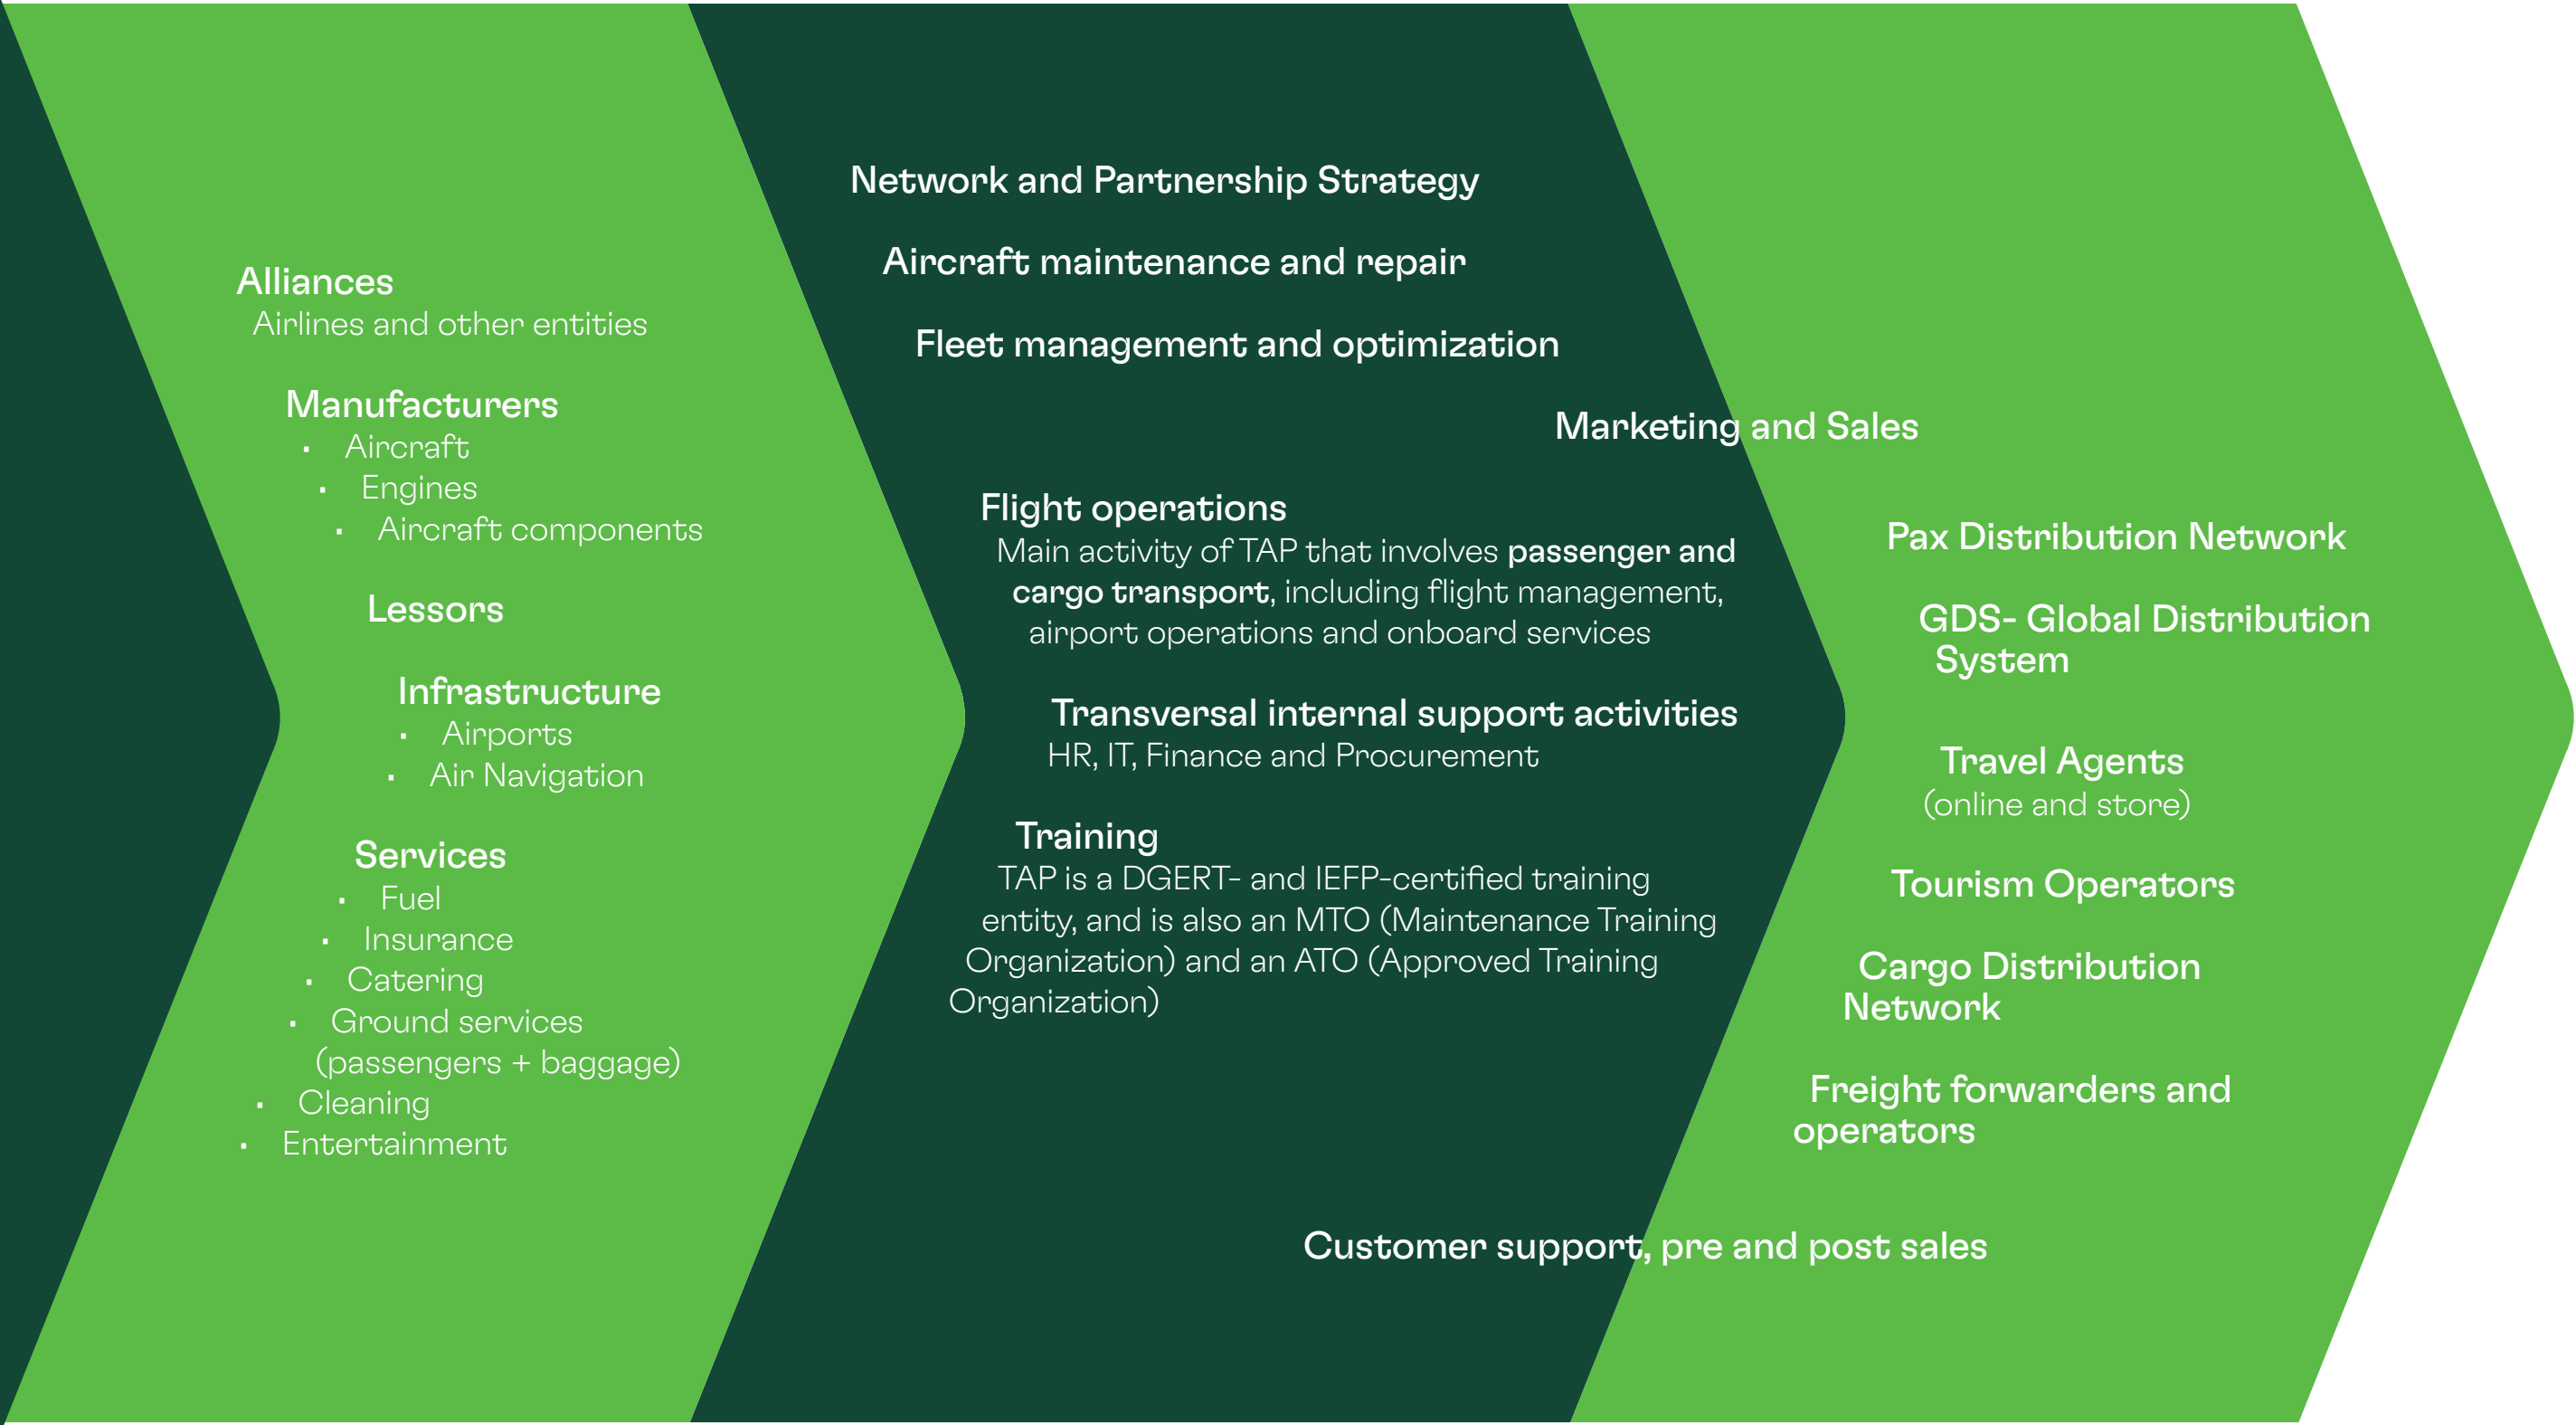 Alliances
Airlines and other entities
Manufacturers
· Aircraft
· Engines
· Aircraft components
Lessors
Infrastructure
· Airports
· Air Navigation
Services
· Fuel
· Insurance
· Catering
· Ground services
(passengers + baggage)
· Cleaning
· Entertainment
Network and Partnership Strategy
Aircraft maintenance and repair
Fleet management and optimization
Marketing and Sales
Flight operations
Main activity of TAP that involves passenger and
cargo transport, including flight management,
airport operations and onboard services
Transversal internal support activities
HR, IT, Finance and Procurement
Training
TAP is a DGERT- and IEFP-certified training
entity, and is also an MTO (Maintenance Training
Organization) and an ATO (Approved Training
Organization)
Customer support, pre and post sales
Pax Distribution Network
GDS- Global Distribution
System
Travel Agents
(online and store)
Tourism Operators
Cargo Distribution
Network
Freight forwarders and
operators